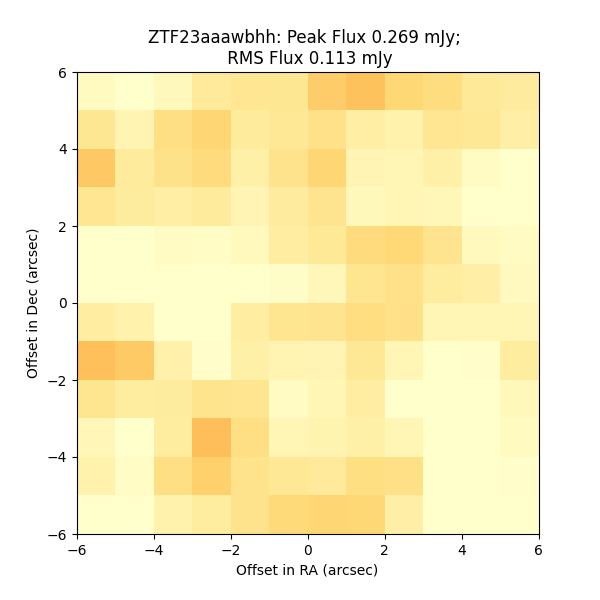 ZTF23aaawbhh: Peak Flux 0.269 mJy;
RMS Flux 0.113 mJy
6
4
2
0
−2
−4
−6
Offset in Dec (arcsec)
−6 −4 −2 0 2 4 6
Offset in RA (arcsec)